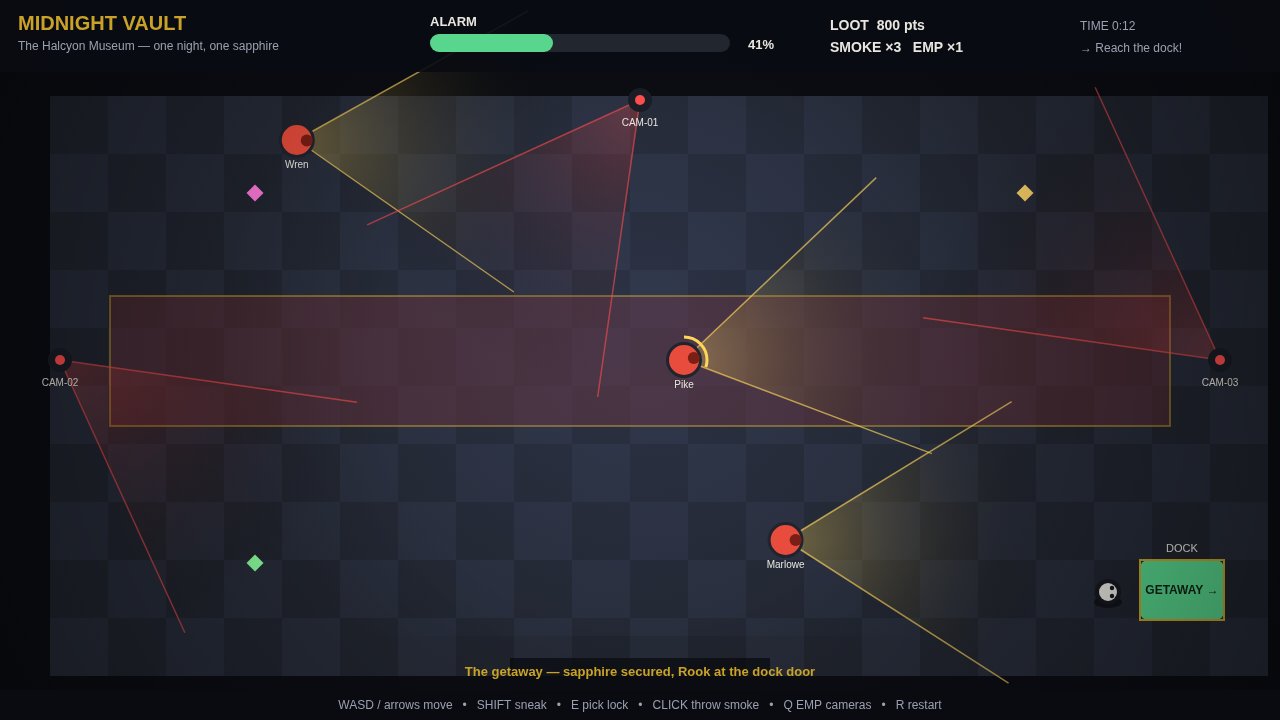 MIDNIGHT VAULT
The Halcyon Museum — one night, one sapphire
ALARM
41%
LOOT  800 pts
SMOKE ×3   EMP ×1
TIME 0:12
→ Reach the dock!
CAM-01
Wren
CAM-02
Pike
CAM-03
Marlowe
DOCK
GETAWAY →
The getaway — sapphire secured, Rook at the dock door
WASD / arrows move   •   SHIFT sneak   •   E pick lock   •   CLICK throw smoke   •   Q EMP cameras   •   R restart